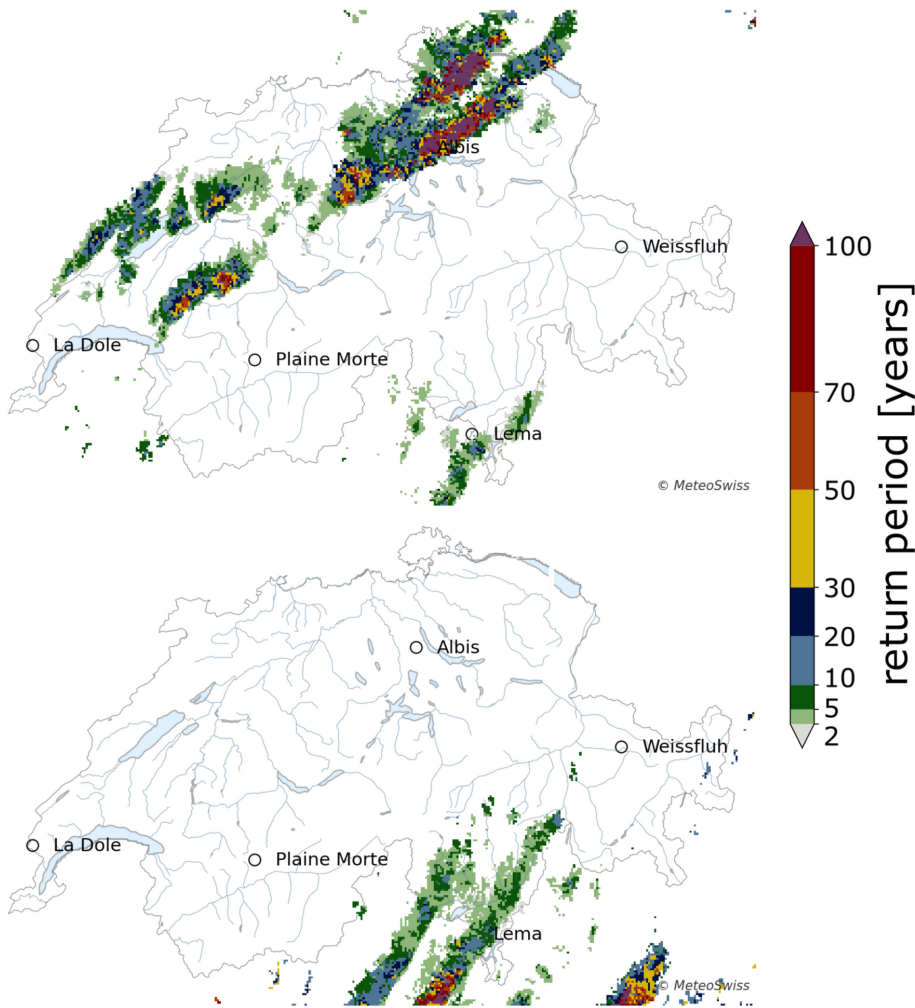 Albis
Weissfluh
La Dole
Plaine Morte
Lema
© MeteoSwiss
Albis
Weissfluh
La Dole
Plaine Morte
Lema
© MeteoSwiss
100
70
50
30
20
10
5
2
return period [years]